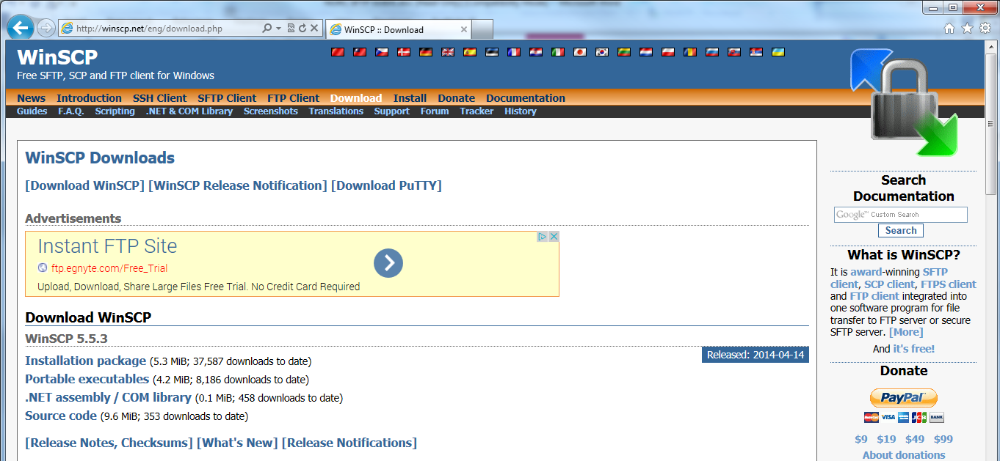 http://winscp.net/eng/download.php
WinSCP :: Download
WinSCP
Free SFTP, SCP and FTP client for Windows
News Introduction SSH Client SFTP Client FTP Client Download Install Donate Documentation
Guides F.A.Q. Scripting .NET & COM Library Screenshots Translations Support Forum Tracker History
WinSCP Downloads
[Download WinSCP] [WinSCP Release Notification] [Download PuTTY]
Advertisements
Instant FTP Site
ftp.egnyte.com/Free_Trial
Upload, Download, Share Large Files Free Trial. No Credit Card Required
Download WinSCP
WinSCP 5.5.3
Released: 2014-04-14
Installation package (5.3 MiB; 37,587 downloads to date)
Portable executables (4.2 MiB; 8,186 downloads to date)
.NET assembly / COM library (0.1 MiB; 458 downloads to date)
Source code (9.6 MiB; 353 downloads to date)
[Release Notes, Checksums] [What's New] [Release Notifications]
Search
Documentation
Google™ Custom Search
Search
What is WinSCP?
It is award-winning SFTP
client, SCP client, FTPS client
and FTP client integrated into
one software program for file
transfer to FTP server or secure
SFTP server. [More]
And it's free!
Donate
PayPal
VISA JCB BANK
$9 $19 $49 $99
About donations